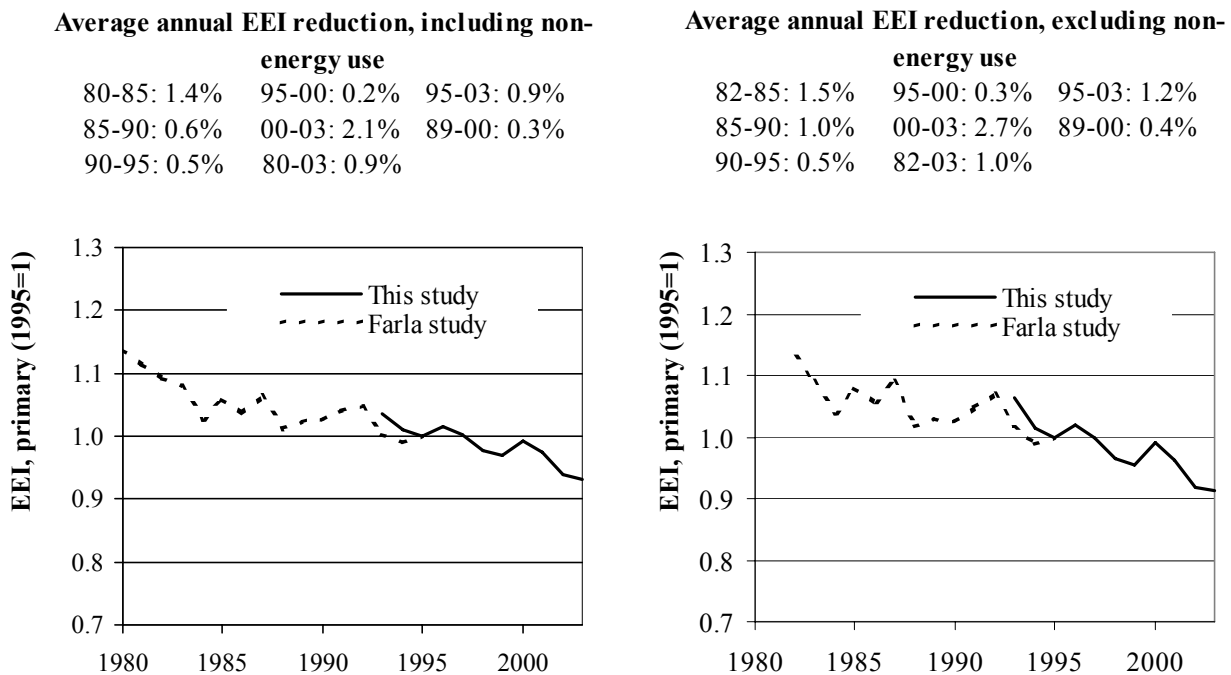 Average annual EEI reduction, including non-
energy use
80-85: 1.4% 95-00: 0.2% 95-03: 0.9%
85-90: 0.6% 00-03: 2.1% 89-00: 0.3%
90-95: 0.5% 80-03: 0.9%
EEI, primary (1995=1)
1.3
1.2
1.1
1.0
0.9
0.8
0.7
This study
Farla study
1980 1985 1990 1995 2000
Average annual EEI reduction, excluding non-
energy use
82-85: 1.5% 95-00: 0.3% 95-03: 1.2%
85-90: 1.0% 00-03: 2.7% 89-00: 0.4%
90-95: 0.5% 82-03: 1.0%
EEI, primary (1995=1)
1.3
1.2
1.1
1.0
0.9
0.8
0.7
This study
Farla study
1980 1985 1990 1995 2000